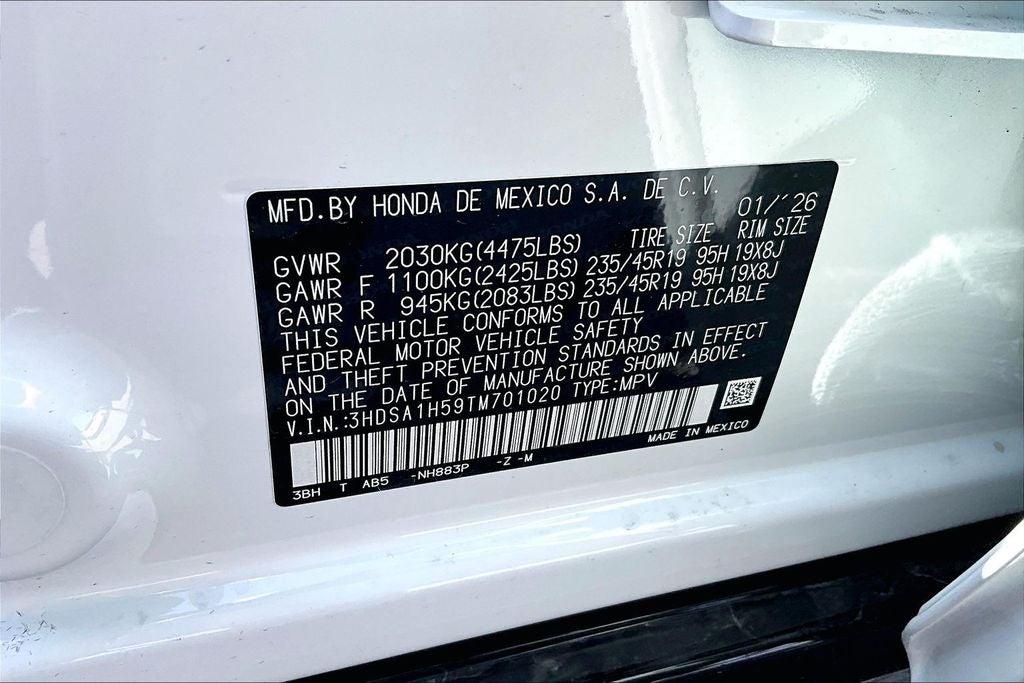 MFD.BY HONDA DE MEXICO S.A. DE C.V.
01/'26
TIRE SIZE RIM SIZE
GVWR 2030KG(4475LBS)
GAWR F 1100KG(2425LBS) 235/45R19 95H 19X8J
GAWR R 945KG(2083LBS) 235/45R19 95H 19X8J
THIS VEHICLE CONFORMS TO ALL APPLICABLE
FEDERAL MOTOR VEHICLE SAFETY
AND THEFT PREVENTION STANDARDS IN EFFECT
ON THE DATE OF MANUFACTURE SHOWN ABOVE.
V.I.N.:3HDSA1H59TM701020 TYPE:MPV
MADE IN MEXICO
3BH T AB5 -NH883P -Z -M